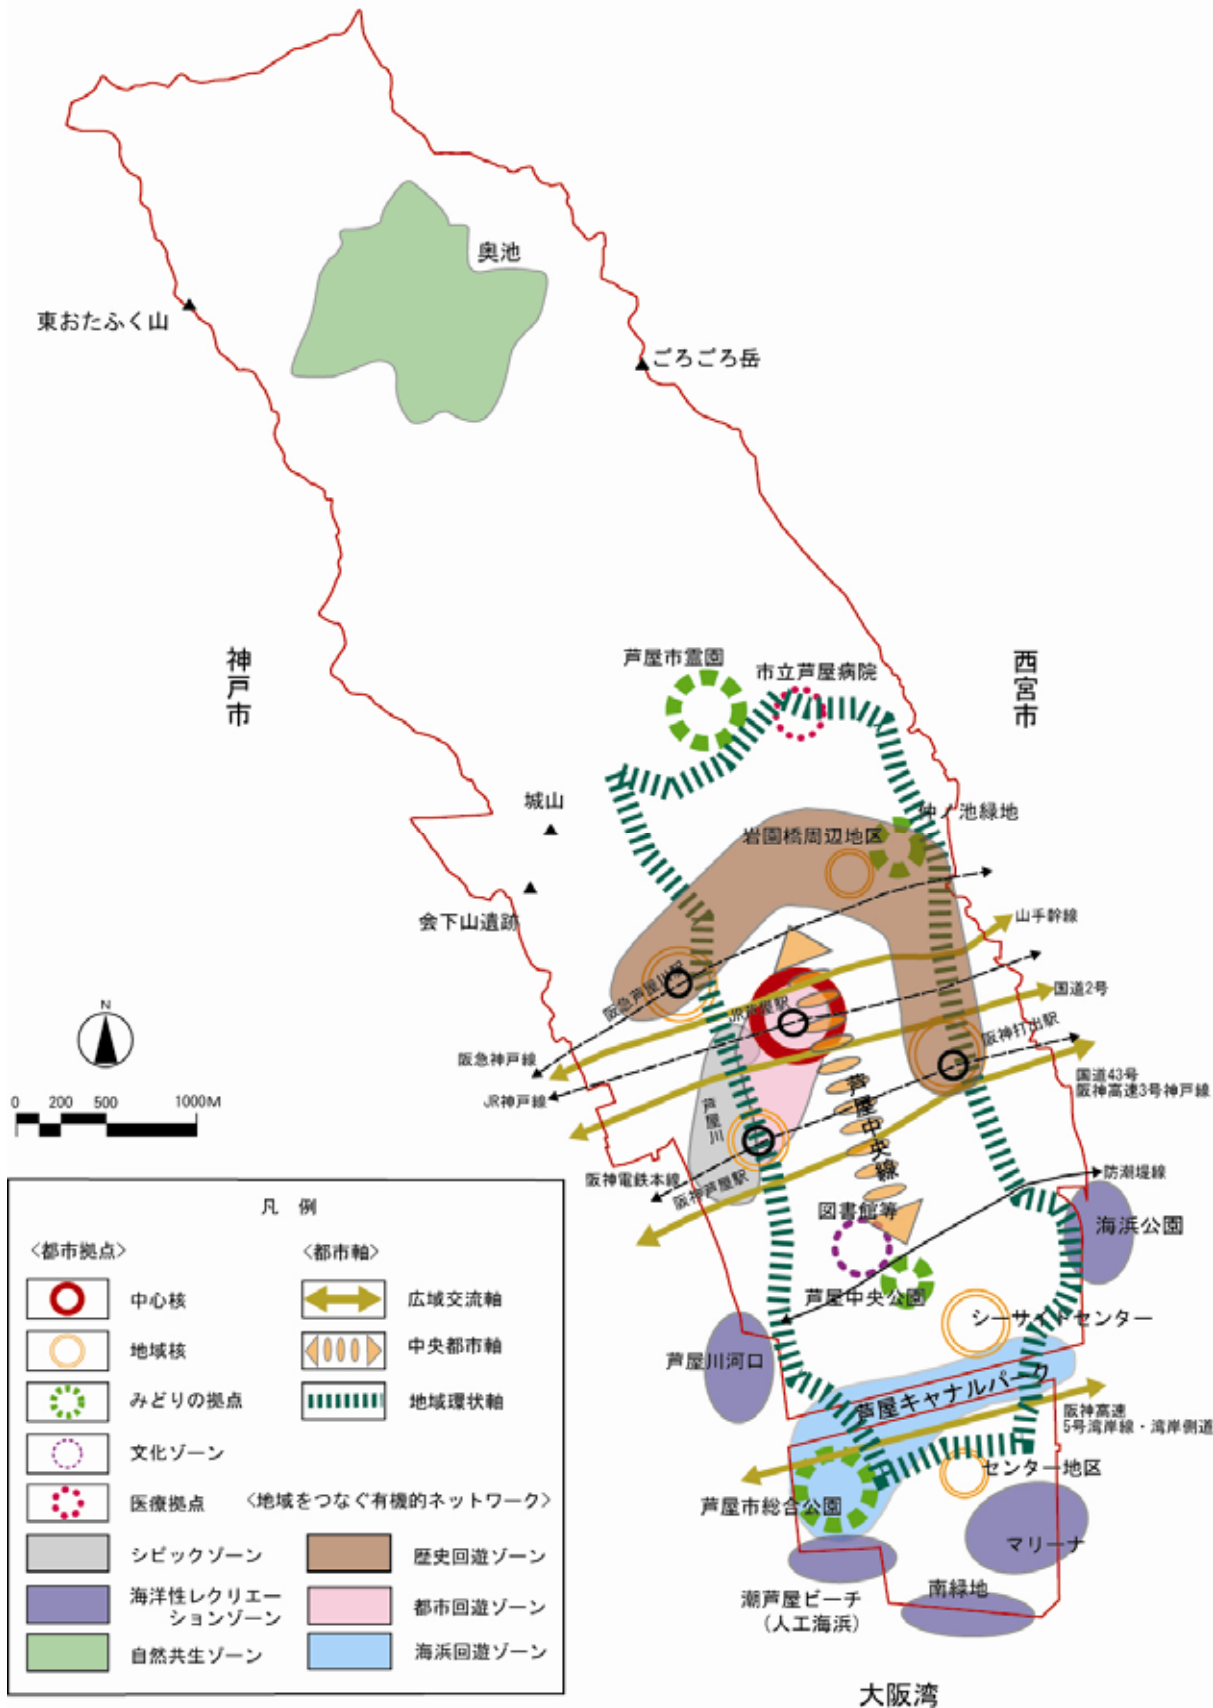 奥池
東おたふく山
ごろごろ岳
神戸市
西宮市
芦屋市霊園
市立芦屋病院
城山
仲ノ池緑地
岩園橋周辺地区
会下山遺跡
山手幹線
阪急芦屋川駅
JR芦屋駅
国道2号
阪神打出駅
阪急神戸線
JR神戸線
国道43号
阪神高速3号神戸線
芦屋川
芦屋中央線
阪神電鉄本線
阪神芦屋駅
防潮堤線
図書館等
海浜公園
芦屋中央公園
シーサイドセンター
芦屋川河口
芦屋キャナルパーク
阪神高速
5号湾岸線・湾岸側道
センター地区
芦屋市総合公園
マリーナ
潮芦屋ビーチ
(人工海浜)
南緑地
大阪湾
N
0 200 500 1000M
凡 例
<都市拠点>
中心核
地域核
みどりの拠点
文化ゾーン
医療拠点
シビックゾーン
海洋性レクリエー
ションゾーン
自然共生ゾーン
<都市軸>
広域交流軸
中央都市軸
地域環状軸
<地域をつなぐ有機的ネットワーク>
歴史回遊ゾーン
都市回遊ゾーン
海浜回遊ゾーン